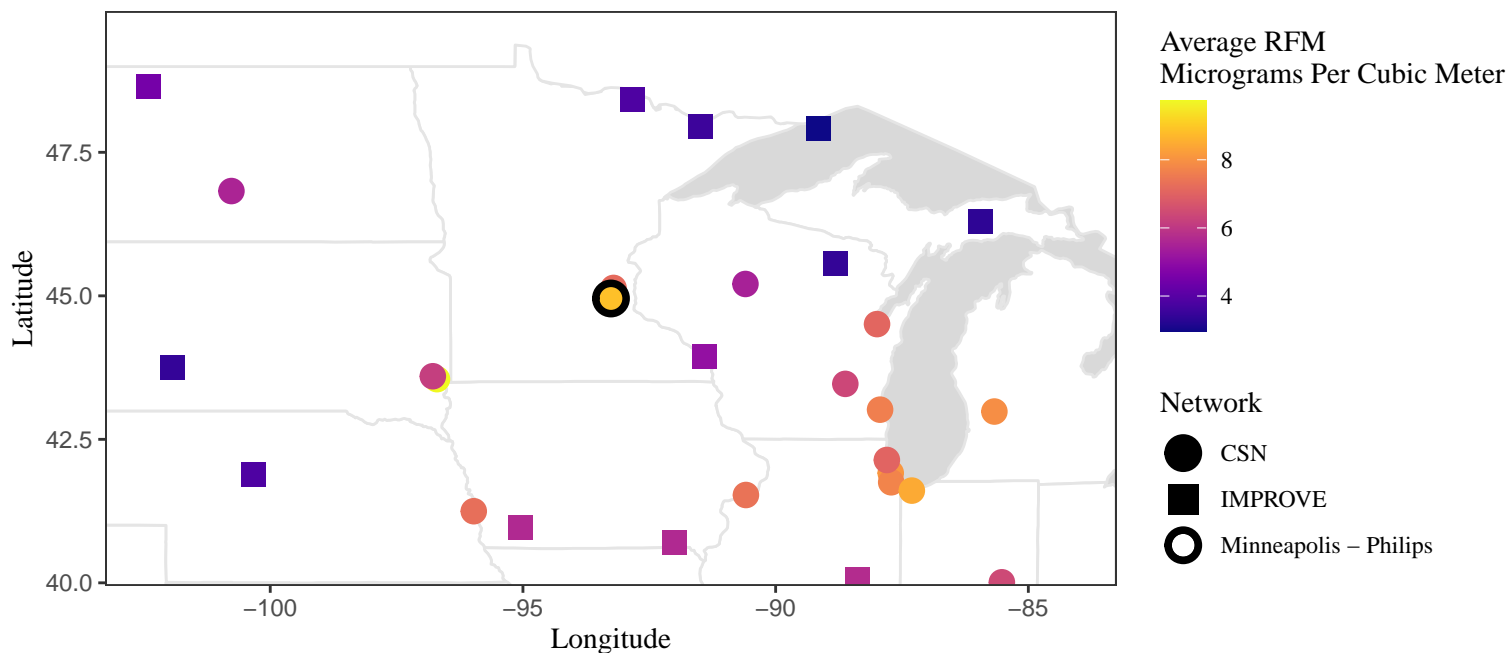 Average RFM
Micrograms Per Cubic Meter
8
6
4
Network
CSN
IMPROVE
Minneapolis – Philips
Latitude
47.5
45.0
42.5
40.0
−100
−95
−90
−85
Longitude